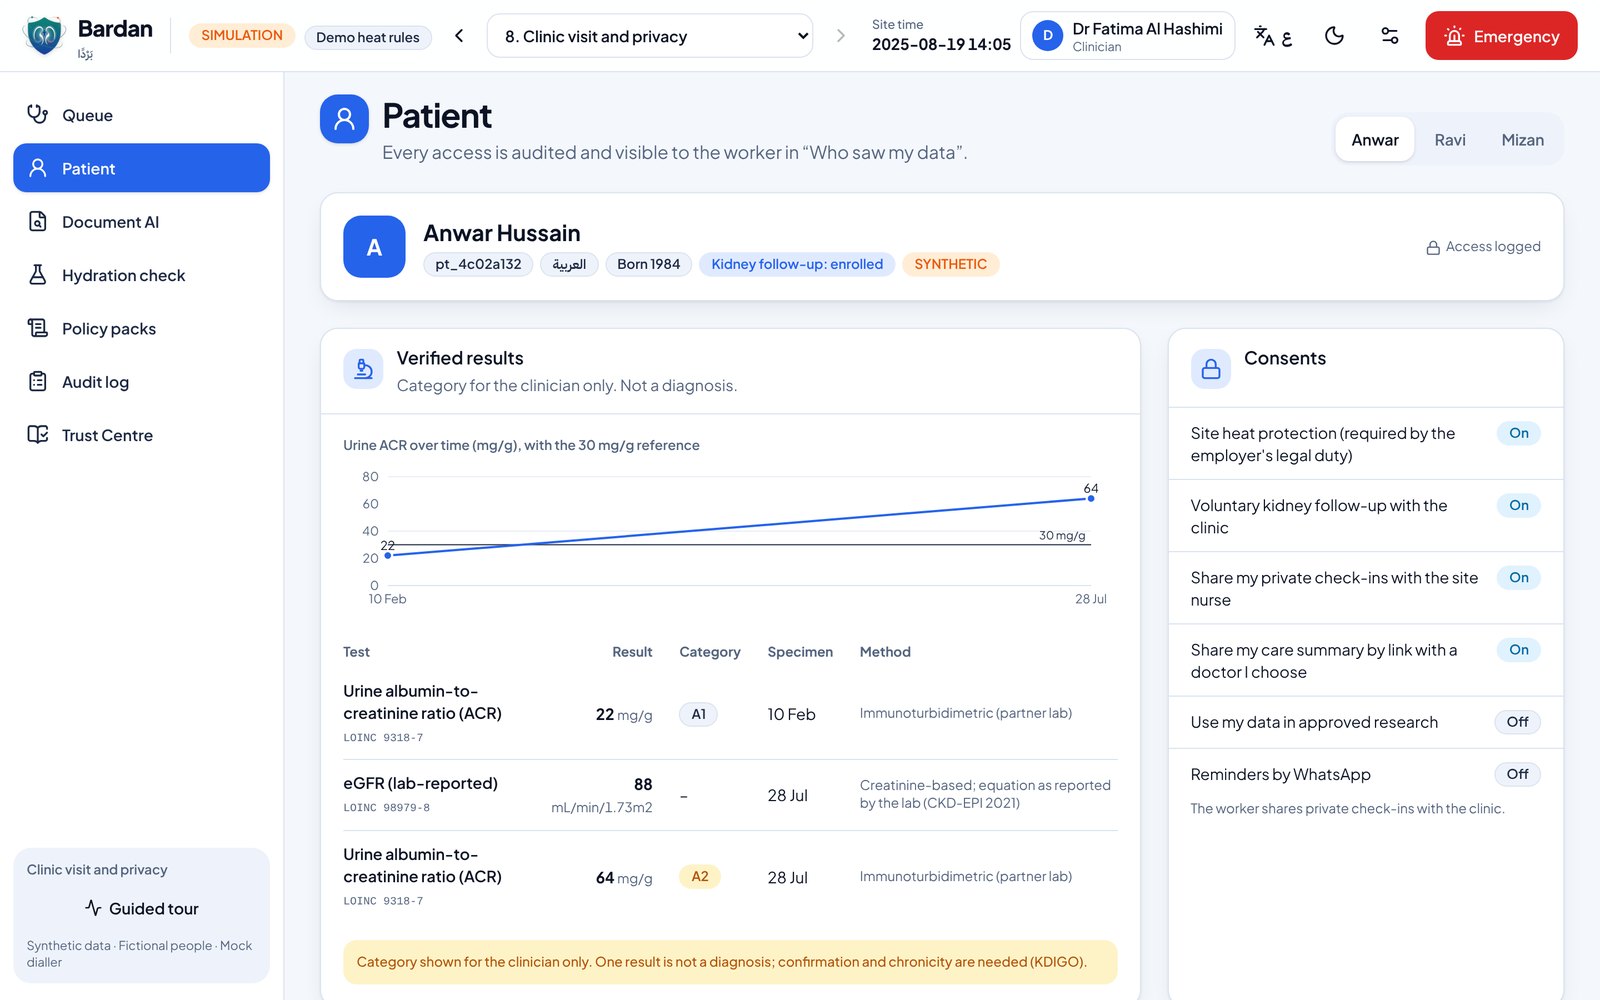 Bardan
بَرْدًا
SIMULATION
Demo heat rules
8. Clinic visit and privacy
Site time
2025-08-19 14:05
D
Dr Fatima Al Hashimi
Clinician
ع
Emergency
Queue
Patient
Document AI
Hydration check
Policy packs
Audit log
Trust Centre
Clinic visit and privacy
Guided tour
Synthetic data · Fictional people · Mock
dialler
Patient
Every access is audited and visible to the worker in “Who saw my data”.
Anwar
Ravi
Mizan
A
Anwar Hussain
pt_4c02a132
العربية
Born 1984
Kidney follow-up: enrolled
SYNTHETIC
Access logged
Verified results
Category for the clinician only. Not a diagnosis.
Urine ACR over time (mg/g), with the 30 mg/g reference
80
60
40
20
0
22
64
30 mg/g
10 Feb
28 Jul
Test Result Category Specimen Method
Urine albumin-to-
creatinine ratio (ACR)
LOINC 9318-7
22 mg/g
A1
10 Feb
Immunoturbidimetric (partner lab)
eGFR (lab-reported)
LOINC 98979-8
88
mL/min/1.73m2
–
28 Jul
Creatinine-based; equation as reported
by the lab (CKD-EPI 2021)
Urine albumin-to-
creatinine ratio (ACR)
LOINC 9318-7
64 mg/g
A2
28 Jul
Immunoturbidimetric (partner lab)
Category shown for the clinician only. One result is not a diagnosis; confirmation and chronicity are needed (KDIGO).
Consents
Site heat protection (required by the
employer's legal duty)
On
Voluntary kidney follow-up with the
clinic
On
Share my private check-ins with the site
nurse
On
Share my care summary by link with a
doctor I choose
On
Use my data in approved research
Off
Reminders by WhatsApp
Off
The worker shares private check-ins with the clinic.